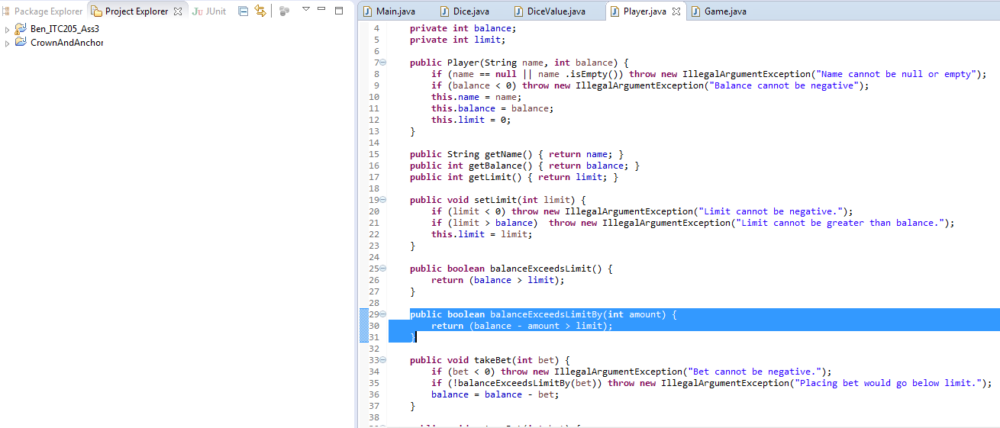 Package Explorer Project Explorer JUnit
Ben_ITC205_Ass3
CrownAndAnchor
Main.java Dice.java DiceValue.java Player.java Game.java
4 private int balance;
5 private int limit;
6
7 public Player(String name, int balance) {
8 if (name == null || name .isEmpty()) throw new IllegalArgumentException("Name cannot be null or empty");
9 if (balance < 0) throw new IllegalArgumentException("Balance cannot be negative");
10 this.name = name;
11 this.balance = balance;
12 this.limit = 0;
13 }
14
15 public String getName() { return name; }
16 public int getBalance() { return balance; }
17 public int getLimit() { return limit; }
18
19 public void setLimit(int limit) {
20 if (limit < 0) throw new IllegalArgumentException("Limit cannot be negative.");
21 if (limit > balance)  throw new IllegalArgumentException("Limit cannot be greater than balance.");
22 this.limit = limit;
23 }
24
25 public boolean balanceExceedsLimit() {
26 return (balance > limit);
27 }
28
29 public boolean balanceExceedsLimitBy(int amount) {
30 return (balance - amount > limit);
31 }
32
33 public void takeBet(int bet) {
34 if (bet < 0) throw new IllegalArgumentException("Bet cannot be negative.");
35 if (!balanceExceedsLimitBy(bet)) throw new IllegalArgumentException("Placing bet would go below limit.");
36 balance = balance - bet;
37 }
38